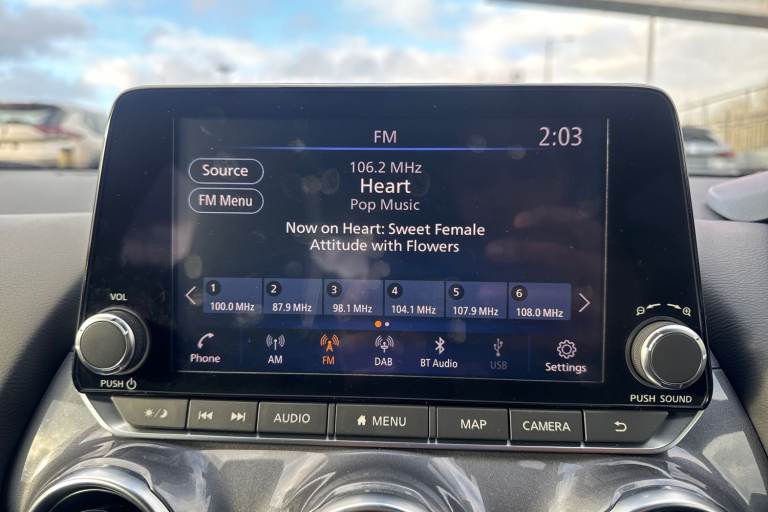 FM
2:03
Source
106.2 MHz
Heart
FM Menu
Pop Music
Now on Heart: Sweet Female
Attitude with Flowers
1 2 3 4 5 6
100.0 MHz 87.9 MHz 98.1 MHz 104.1 MHz 107.9 MHz 108.0 MHz
Phone AM FM DAB BT Audio USB Settings
VOL
PUSH
PUSH SOUND
AUDIO MENU MAP CAMERA